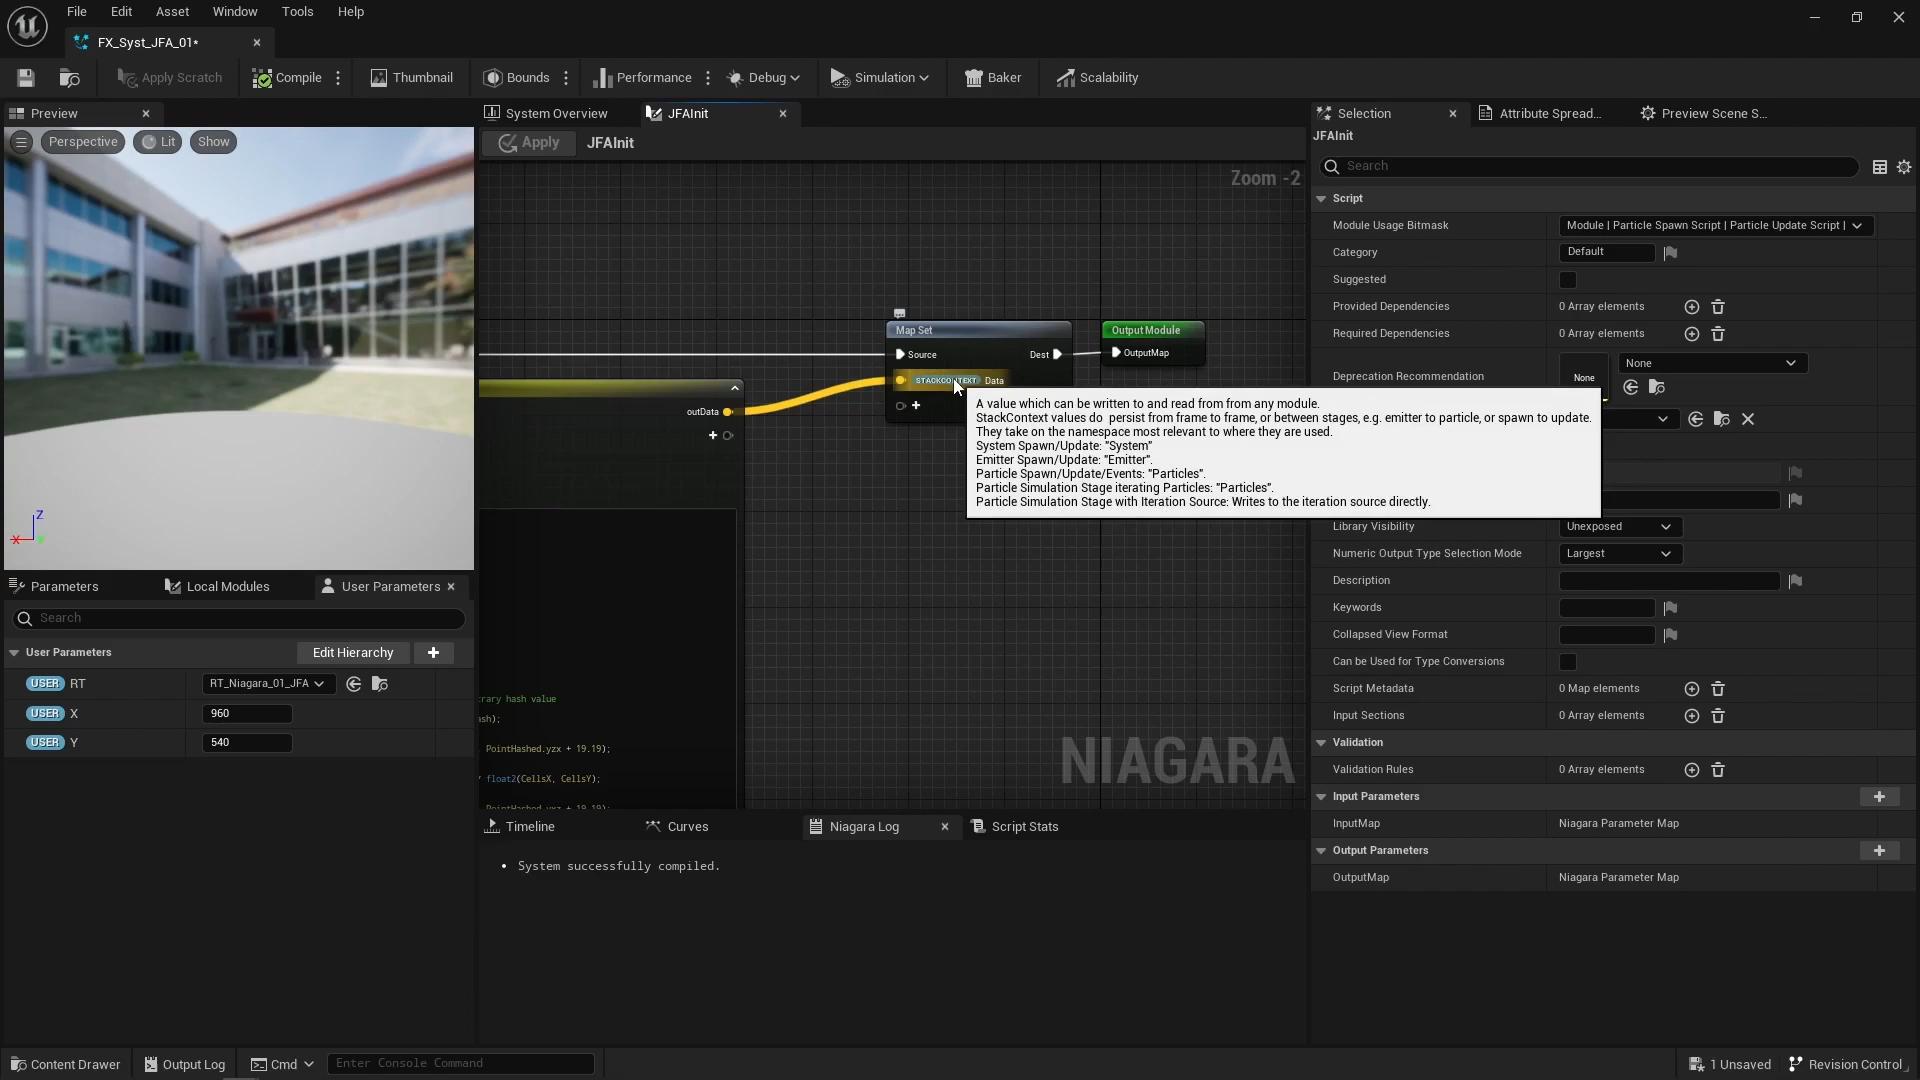 File Edit Asset Window Tools Help
FX_Syst_JFA_01*
Apply Scratch Compile Thumbnail Bounds Performance Debug Simulation Baker Scalability
Preview
Perspective Lit Show
Z
X
Parameters Local Modules User Parameters
Search
User Parameters Edit Hierarchy
USER RT RT_Niagara_01_JFA
USER X 960
USER Y 540
System Overview JFAInit
Apply JFAInit
Zoom -2
Map Set
Source Dest
STACKCONTEXT Data
Output Module
OutputMap
outData
A value which can be written to and read from from any module.
StackContext values do persist from frame to frame, or between stages, e.g. emitter to particle, or spawn to update.
They take on the namespace most relevant to where they are used.
System Spawn/Update: "System"
Emitter Spawn/Update: "Emitter".
Particle Spawn/Update/Events: "Particles".
Particle Simulation Stage iterating Particles: "Particles".
Particle Simulation Stage with Iteration Source: Writes to the iteration source directly.
hash value
PointHashed.yzx + 19.19);
float2(CellsX, CellsY);
NIAGARA
Timeline Curves Niagara Log Script Stats
• System successfully compiled.
Selection Attribute Spread... Preview Scene S...
JFAInit
Search
Script
Module Usage Bitmask Module | Particle Spawn Script | Particle Update Script |
Category Default
Suggested
Provided Dependencies 0 Array elements
Required Dependencies 0 Array elements
Deprecation Recommendation None None
Library Visibility Unexposed
Numeric Output Type Selection Mode Largest
Description
Keywords
Collapsed View Format
Can be Used for Type Conversions
Script Metadata 0 Map elements
Input Sections 0 Array elements
Validation
Validation Rules 0 Array elements
Input Parameters
InputMap Niagara Parameter Map
Output Parameters
OutputMap Niagara Parameter Map
Content Drawer Output Log Cmd Enter Console Command 1 Unsaved Revision Control